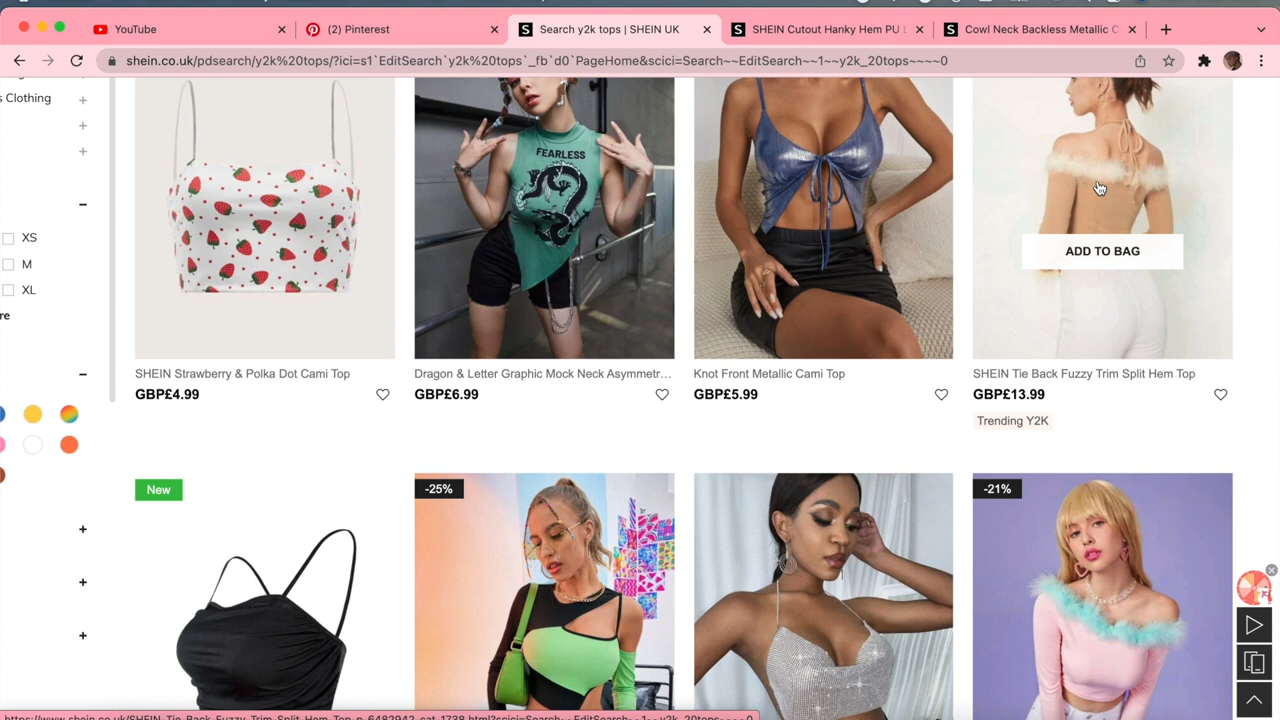 YouTube
(2) Pinterest
Search y2k tops | SHEIN UK
SHEIN Cutout Hanky Hem PU L
Cowl Neck Backless Metallic C
shein.co.uk/pdsearch/y2k%20tops/?ici=s1`EditSearch`y2k%20tops`_fb`d0`PageHome&scici=Search~~EditSearch~~1~~y2k_20tops~~~~0
s Clothing
XS
M
XL
re
FEARLESS
ADD TO BAG
SHEIN Strawberry & Polka Dot Cami Top
GBP£4.99
Dragon & Letter Graphic Mock Neck Asymmetr...
GBP£6.99
Knot Front Metallic Cami Top
GBP£5.99
SHEIN Tie Back Fuzzy Trim Split Hem Top
GBP£13.99
Trending Y2K
New
-25%
-21%